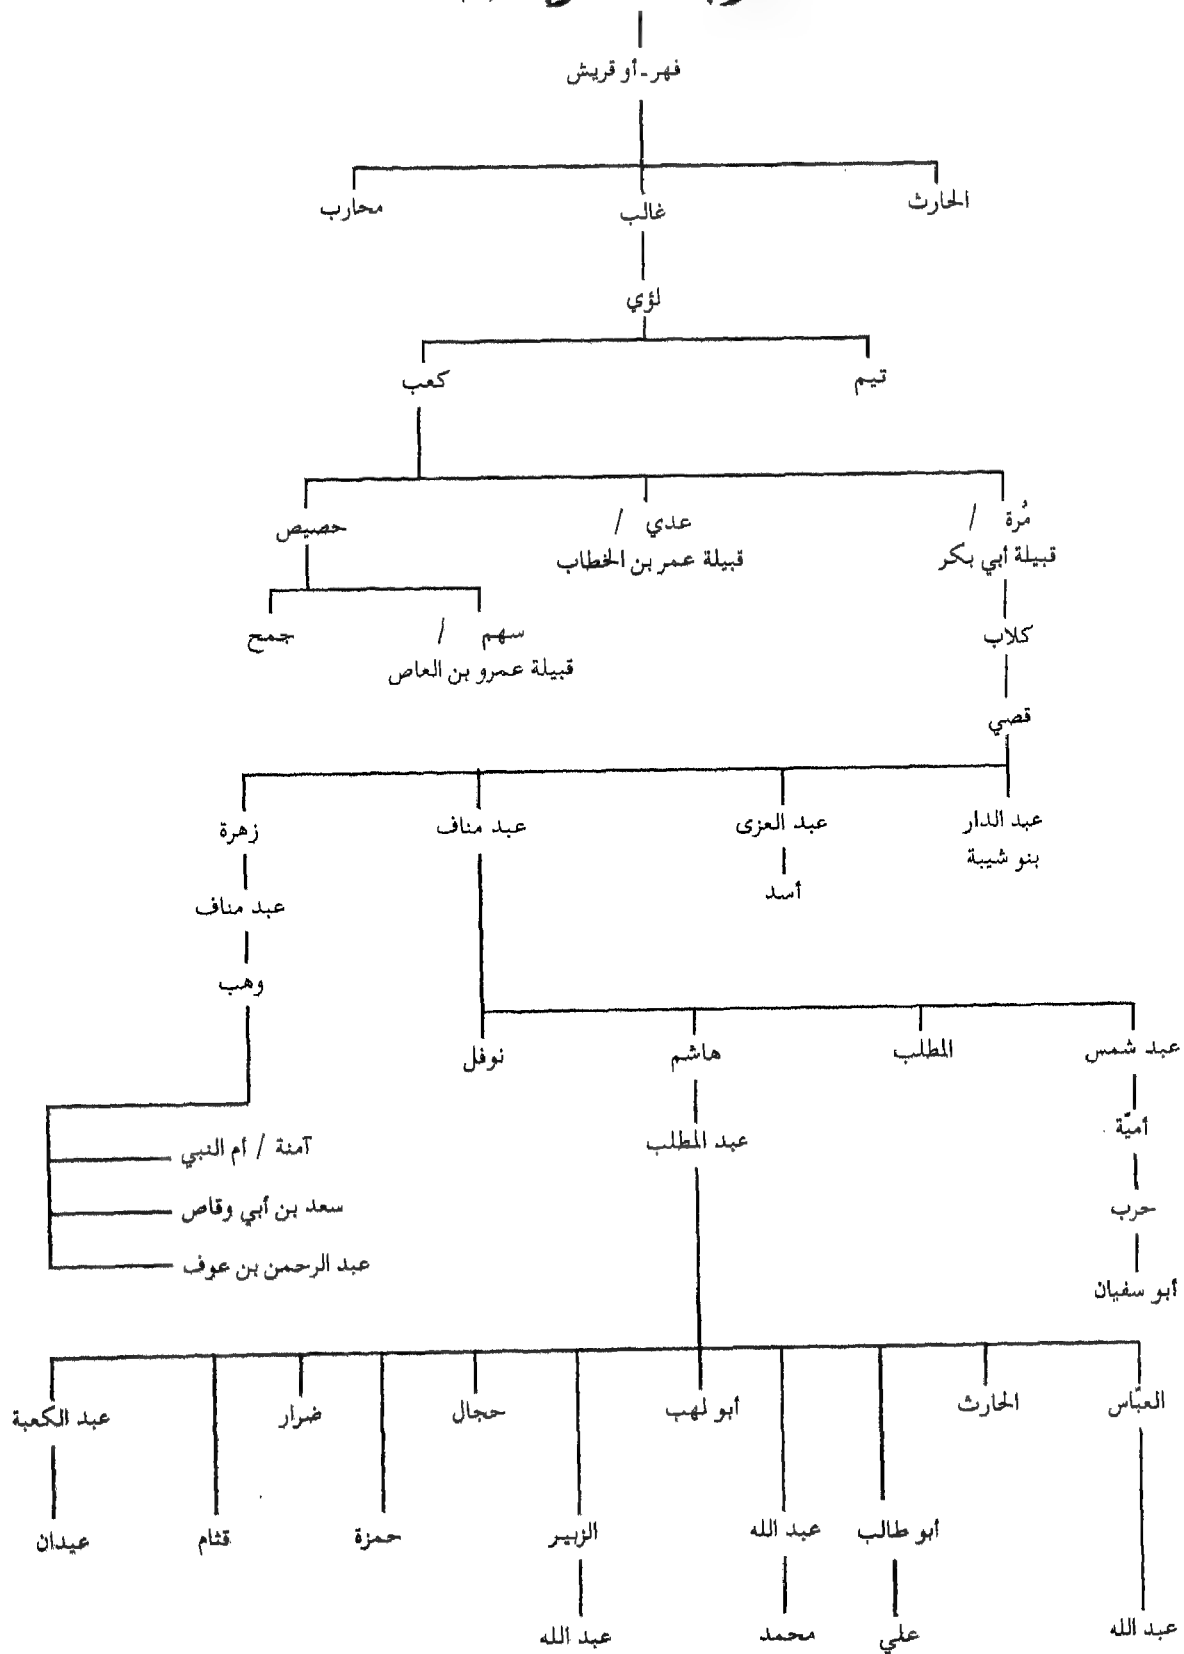 فهر ـ أو قريش
الحارث
غالب
محارب
لؤي
تيم
كعب
مُرة /
قبيلة أبي بكر
عدي /
قبيلة عمر بن الخطاب
حصيص
كلاب
سهم /
قبيلة عمرو بن العاص
جمح
قصي
عبد الدار
بنو شيبة
عبد العزى
أسد
عبد مناف
زهرة
عبد مناف
وهب
عبد شمس
المطلب
هاشم
نوفل
أميّة
عبد المطلب
آمنة / أم النبي
حرب
سعد بن أبي وقاص
عبد الرحمن بن عوف
أبو سفيان
العبّاس
الحارث
أبو لهب
حجال
ضرار
عبد الكعبة
أبو طالب
عبد الله
الزبير
حمزة
قثام
عيدان
عبد الله
علي
محمد
عبد الله